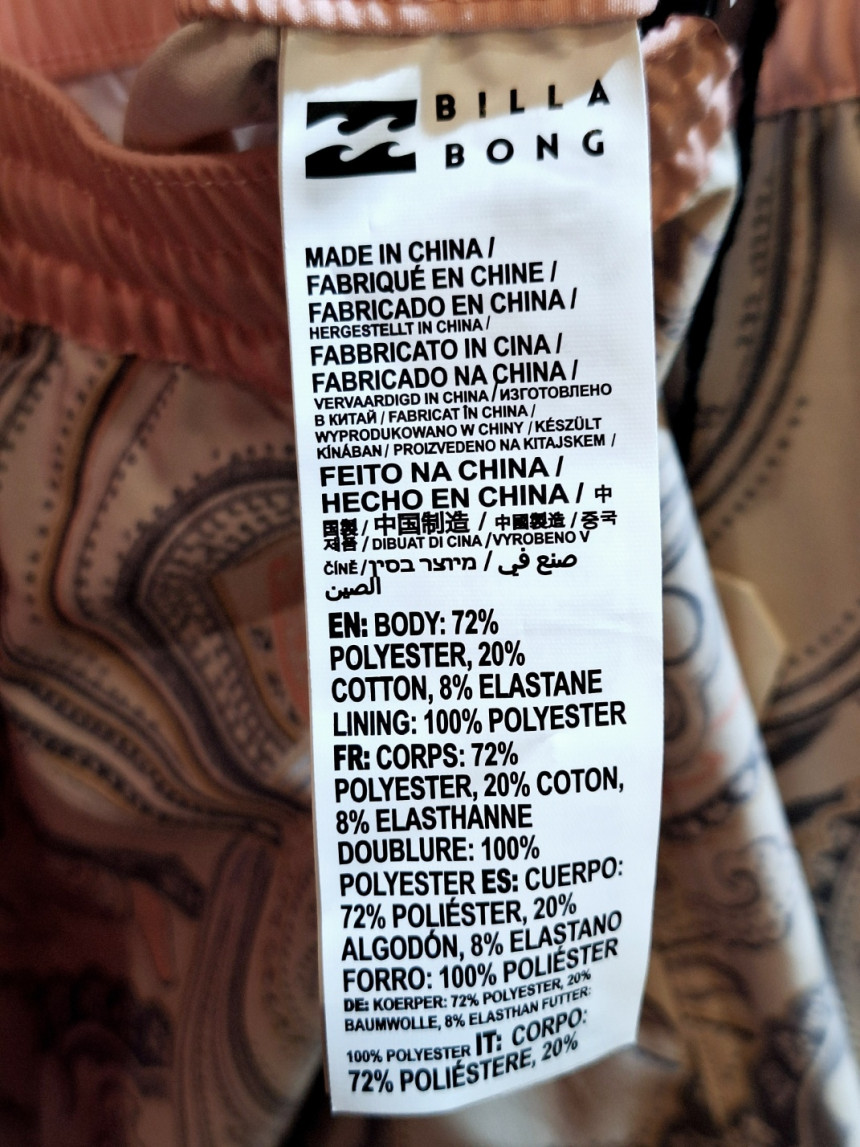 BILLA
BONG
MADE IN CHINA /
FABRIQUÉ EN CHINE /
FABRICADO EN CHINA /
HERGESTELLT IN CHINA /
FABBRICATO IN CINA /
FABRICADO NA CHINA /
VERVAARDIGD IN CHINA / ИЗГОТОВЛЕНО
В КИТАЙ / FABRICAT ÎN CHINA /
WYPRODUKOWANO W CHINY / KÉSZÜLT
KÍNÁBAN / PROIZVEDENO NA KITAJSKEM /
FEITO NA CHINA /
HECHO EN CHINA / 中
国製 / 中国制造 / 中國製造 / 중국
제품 / DIBUAT DI CINA / VYROBENO V
ČÍNĚ / מיוצר בסין / صنع في
الصين
EN: BODY: 72%
POLYESTER, 20%
COTTON, 8% ELASTANE
LINING: 100% POLYESTER
FR: CORPS: 72%
POLYESTER, 20% COTON,
8% ELASTHANNE
DOUBLURE: 100%
POLYESTER ES: CUERPO:
72% POLIÉSTER, 20%
ALGODÓN, 8% ELASTANO
FORRO: 100% POLIÉSTER
DE: KOERPER: 72% POLYESTER, 20%
BAUMWOLLE, 8% ELASTHAN FUTTER:
100% POLYESTER IT: CORPO:
72% POLIÉSTERE, 20%